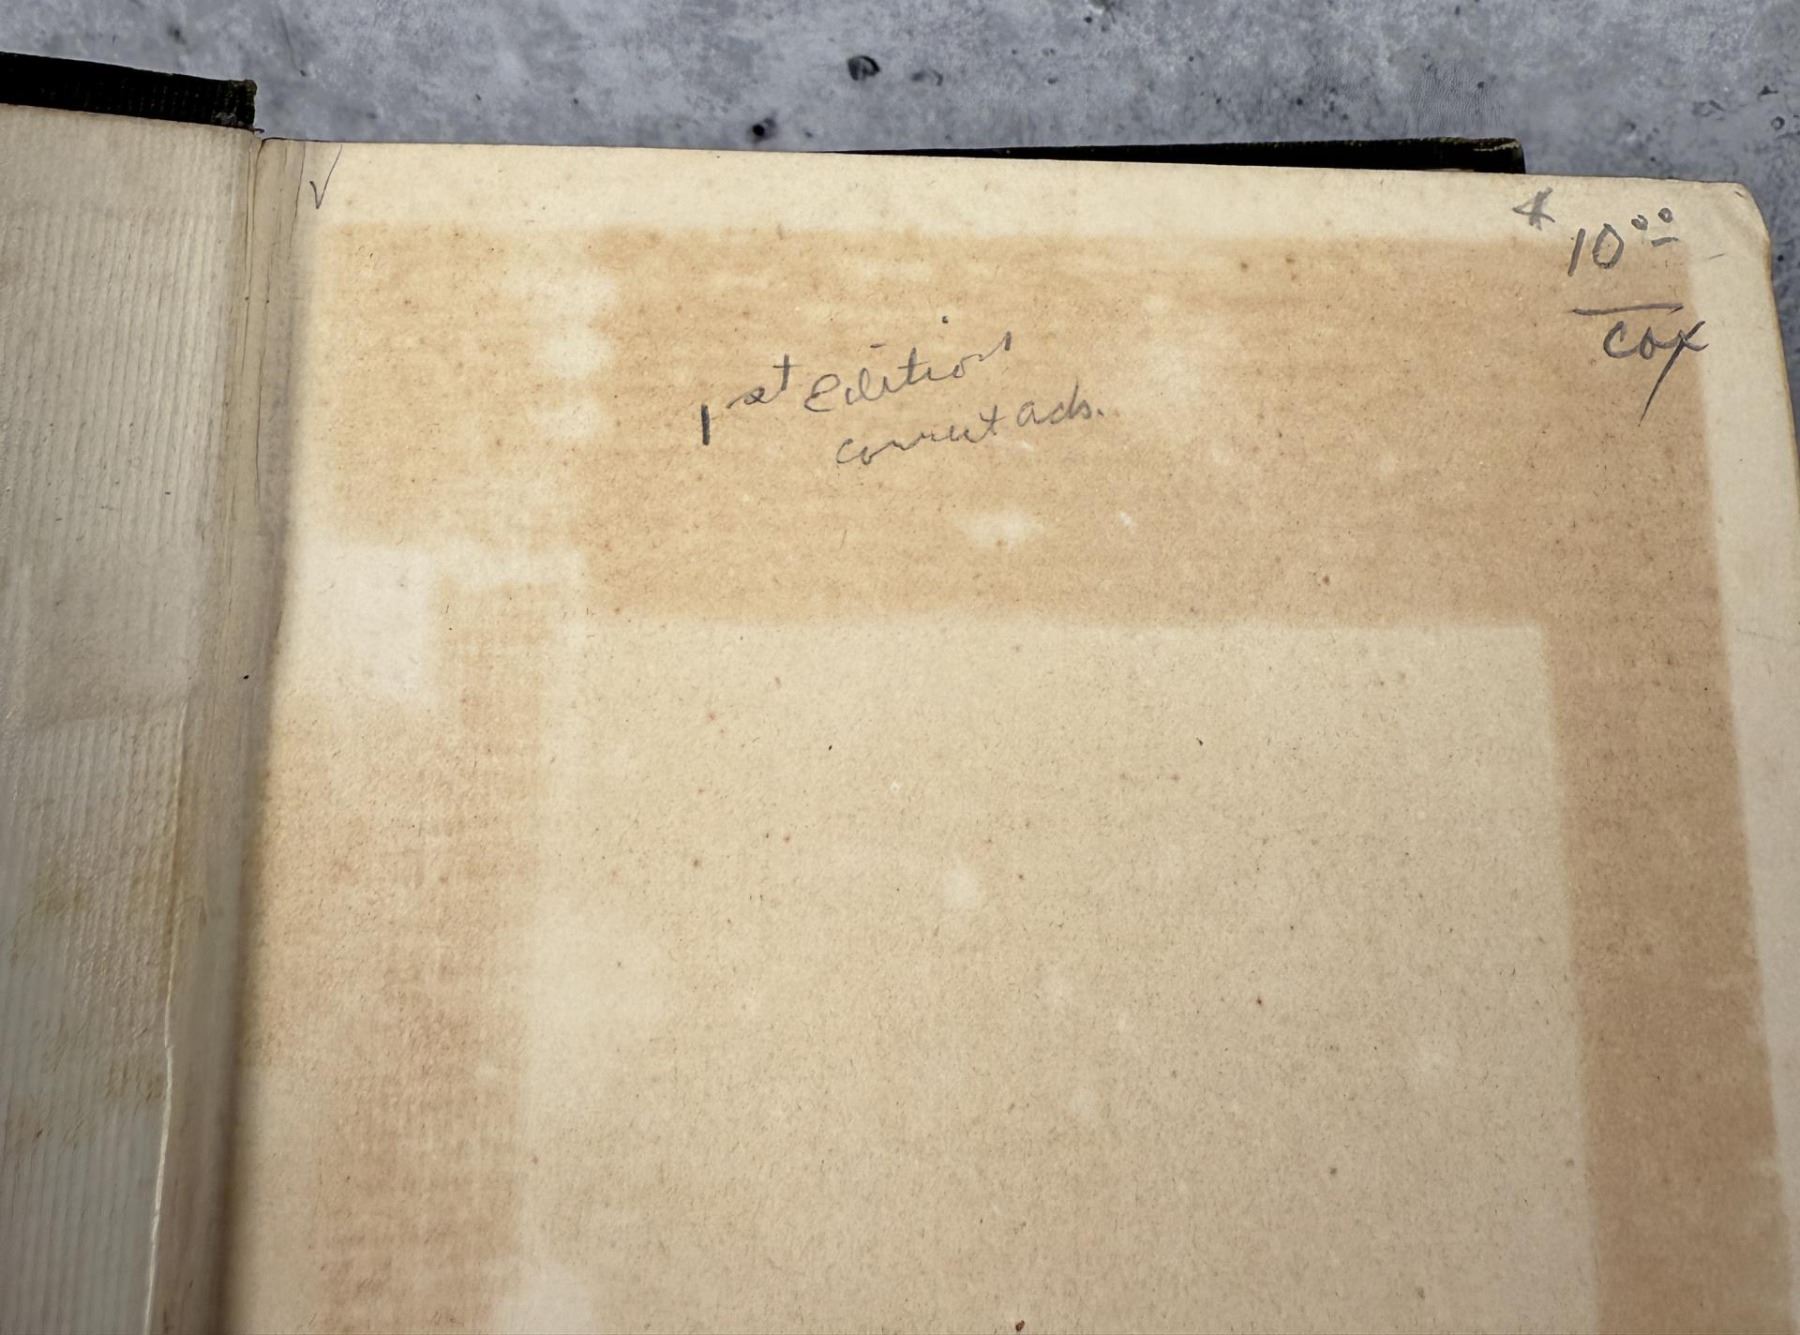 10⁰⁰
cox
1st Edition
correct ads.